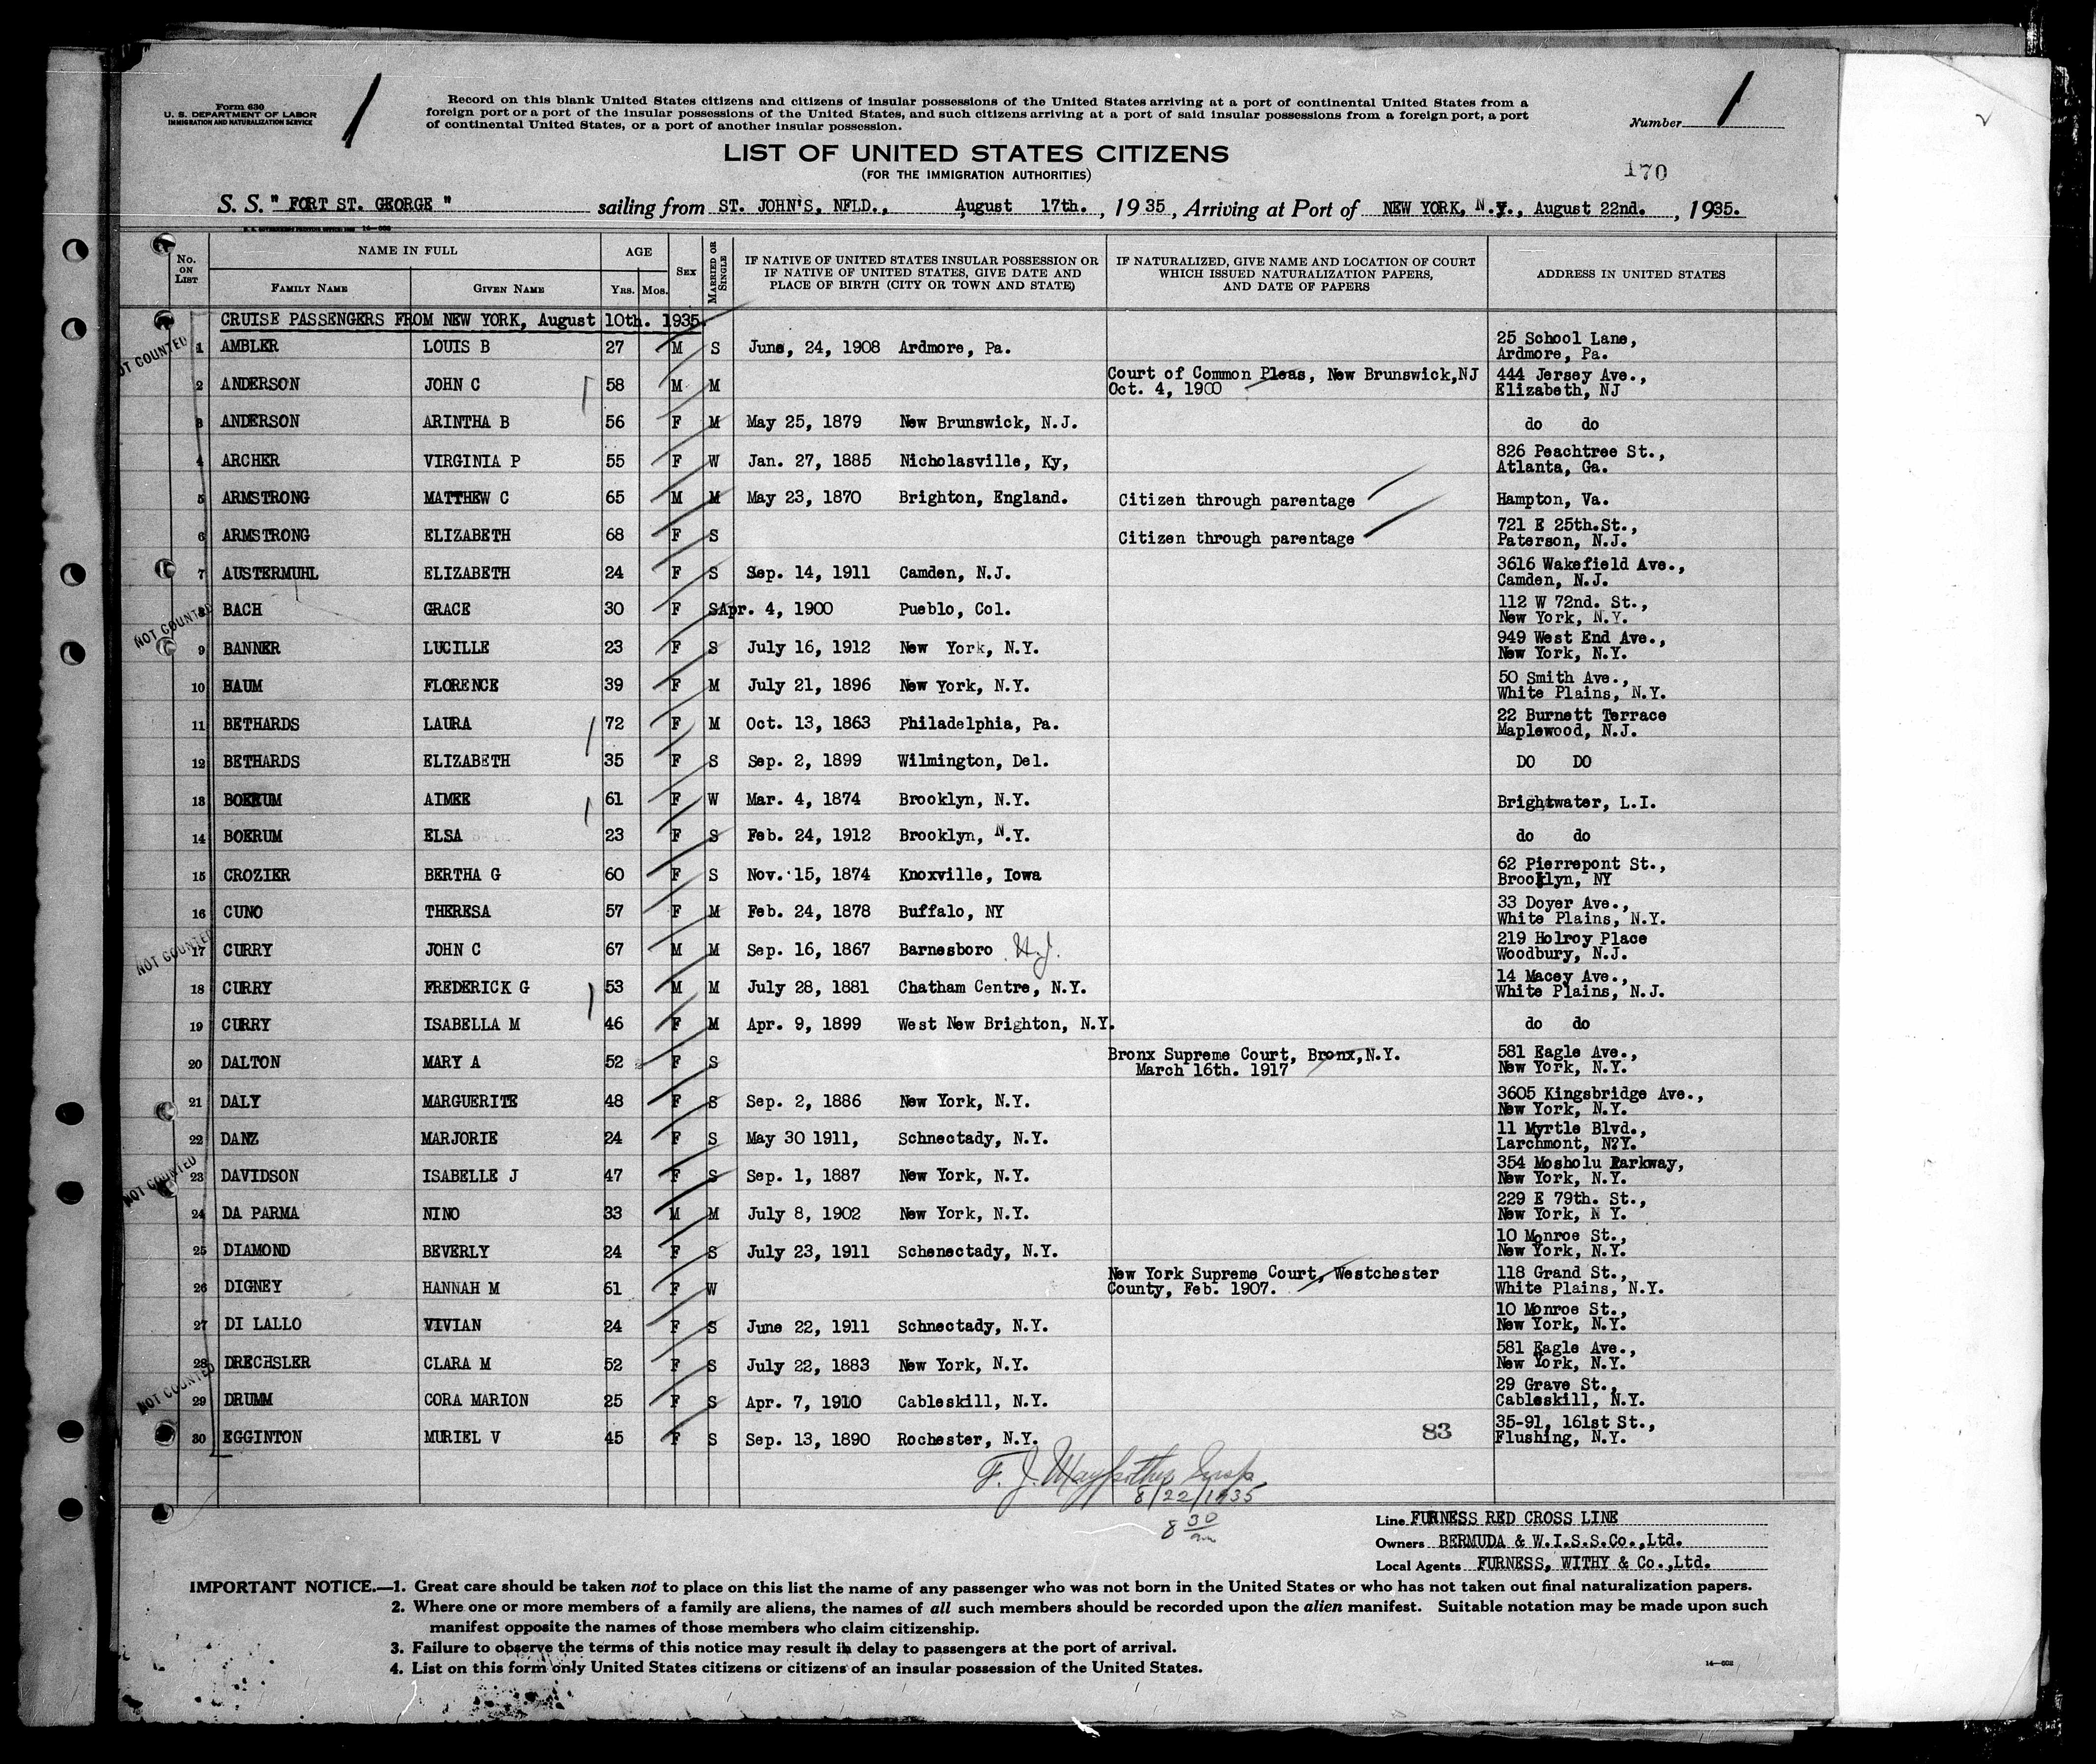 Form 630
U. S. DEPARTMENT OF LABOR
IMMIGRATION AND NATURALIZATION SERVICE
1
Record on this blank United States citizens and citizens of insular possessions of the United States arriving at a port of continental United States from a
foreign port or a port of the insular possessions of the United States, and such citizens arriving at a port of said insular possessions from a foreign port, a port
of continental United States, or a port of another insular possession.
Number 1
LIST OF UNITED STATES CITIZENS
(FOR THE IMMIGRATION AUTHORITIES)
170
S. S. " FORT ST. GEORGE " sailing from ST. JOHN'S, NFLD., August 17th. , 19 35 , Arriving at Port of NEW YORK, N.Y., August 22nd. , 1935.
No. ON LIST NAME IN FULL AGE SEX MARRIED OR SINGLE IF NATIVE OF UNITED STATES INSULAR POSSESSION OR IF NATIVE OF UNITED STATES, GIVE DATE AND PLACE OF BIRTH (CITY OR TOWN AND STATE) IF NATURALIZED, GIVE NAME AND LOCATION OF COURT WHICH ISSUED NATURALIZATION PAPERS, AND DATE OF PAPERS ADDRESS IN UNITED STATES
FAMILY NAME GIVEN NAME YRS. MOS.
CRUISE PASSENGERS FROM NEW YORK, August 10th. 1935.
NOT COUNTED
1 AMBLER LOUIS B 27 M S June, 24, 1908 Ardmore, Pa. 25 School Lane, Ardmore, Pa.
2 ANDERSON JOHN C 58 M M Court of Common Pleas, New Brunswick,NJ Oct. 4, 1900 444 Jersey Ave., Elizabeth, NJ
3 ANDERSON ARINTHA B 56 F M May 25, 1879 New Brunswick, N.J. do do
4 ARCHER VIRGINIA P 55 F W Jan. 27, 1885 Nicholasville, Ky, 826 Peachtree St., Atlanta, Ga.
5 ARMSTRONG MATTHEW C 65 M M May 23, 1870 Brighton, England. Citizen through parentage Hampton, Va.
6 ARMSTRONG ELIZABETH 68 F S Citizen through parentage 721 E 25th.St., Paterson, N.J.
7 AUSTERMUHL ELIZABETH 24 F S Sep. 14, 1911 Camden, N.J. 3616 Wakefield Ave., Camden, N.J.
NOT COUNTED
8 BACH GRACE 30 F S Apr. 4, 1900 Pueblo, Col. 112 W 72nd. St., New York, N.Y.
9 BANNER LUCILLE 23 F S July 16, 1912 New York, N.Y. 949 West End Ave., New York, N.Y.
10 BAUM FLORENCE 39 F M July 21, 1896 New York, N.Y. 50 Smith Ave., White Plains, N.Y.
11 BETHARDS LAURA 72 F M Oct. 13, 1863 Philadelphia, Pa. 22 Burnett Terrace Maplewood, N.J.
12 BETHARDS ELIZABETH 35 F S Sep. 2, 1899 Wilmington, Del. DO DO
13 BOERUM AIMEE 61 F W Mar. 4, 1874 Brooklyn, N.Y. Brightwater, L.I.
14 BOERUM ELSA 23 F S Feb. 24, 1912 Brooklyn, N.Y. do do
15 CROZIER BERTHA G 60 F S Nov. 15, 1874 Knoxville, Iowa 62 Pierrepont St., Brooklyn, NY
16 CUNO THERESA 57 F M Feb. 24, 1878 Buffalo, NY 33 Doyer Ave., White Plains, N.Y.
NOT COUNTED
17 CURRY JOHN C 67 M M Sep. 16, 1867 Barnesboro N.J. 219 Holroy Place Woodbury, N.J.
18 CURRY FREDERICK G 53 M M July 28, 1881 Chatham Centre, N.Y. 14 Macey Ave., White Plains, N.J.
19 CURRY ISABELLA M 46 F M Apr. 9, 1899 West New Brighton, N.Y. do do
20 DALTON MARY A 52 F S Bronx Supreme Court, Bronx,N.Y. March 16th. 1917 581 Eagle Ave., New York, N.Y.
21 DALY MARGUERITE 48 F S Sep. 2, 1886 New York, N.Y. 3605 Kingsbridge Ave., New York, N.Y.
22 DANZ MARJORIE 24 F S May 30 1911, Schnectady, N.Y. 11 Myrtle Blvd., Larchmont, N?Y.
NOT COUNTED
23 DAVIDSON ISABELLE J 47 F S Sep. 1, 1887 New York, N.Y. 354 Mosholu Parkway, New York, N.Y.
24 DA PARMA NINO 33 M M July 8, 1902 New York, N.Y. 229 E 79th. St., New York, N Y.
25 DIAMOND BEVERLY 24 F S July 23, 1911 Schenectady, N.Y. 10 Monroe St., New York, N.Y.
26 DIGNEY HANNAH M 61 F W New York Supreme Court, Westchester County, Feb. 1907. 118 Grand St., White Plains, N.Y.
27 DI LALLO VIVIAN 24 F S June 22, 1911 Schnectady, N.Y. 10 Monroe St., New York, N.Y.
28 DRECHSLER CLARA M 52 F S July 22, 1883 New York, N.Y. 581 Eagle Ave., New York, N.Y.
NOT COUNTED
29 DRUMM CORA MARION 25 F S Apr. 7, 1910 Cableskill, N.Y. 29 Grave St., Cableskill, N.Y.
30 EGGINTON MURIEL V 45 F S Sep. 13, 1890 Rochester, N.Y. 83 35-91, 161st St., Flushing, N.Y.
F. J. Insp
8/22/1935
8 30/am
Line FURNESS RED CROSS LINE
Owners BERMUDA & W.I.S.S.Co.,Ltd.
Local Agents FURNESS, WITHY & Co.,Ltd.
IMPORTANT NOTICE.—1. Great care should be taken not to place on this list the name of any passenger who was not born in the United States or who has not taken out final naturalization papers.
2. Where one or more members of a family are aliens, the names of all such members should be recorded upon the alien manifest. Suitable notation may be made upon such
manifest opposite the names of those members who claim citizenship.
3. Failure to observe the terms of this notice may result in delay to passengers at the port of arrival.
4. List on this form only United States citizens or citizens of an insular possession of the United States.